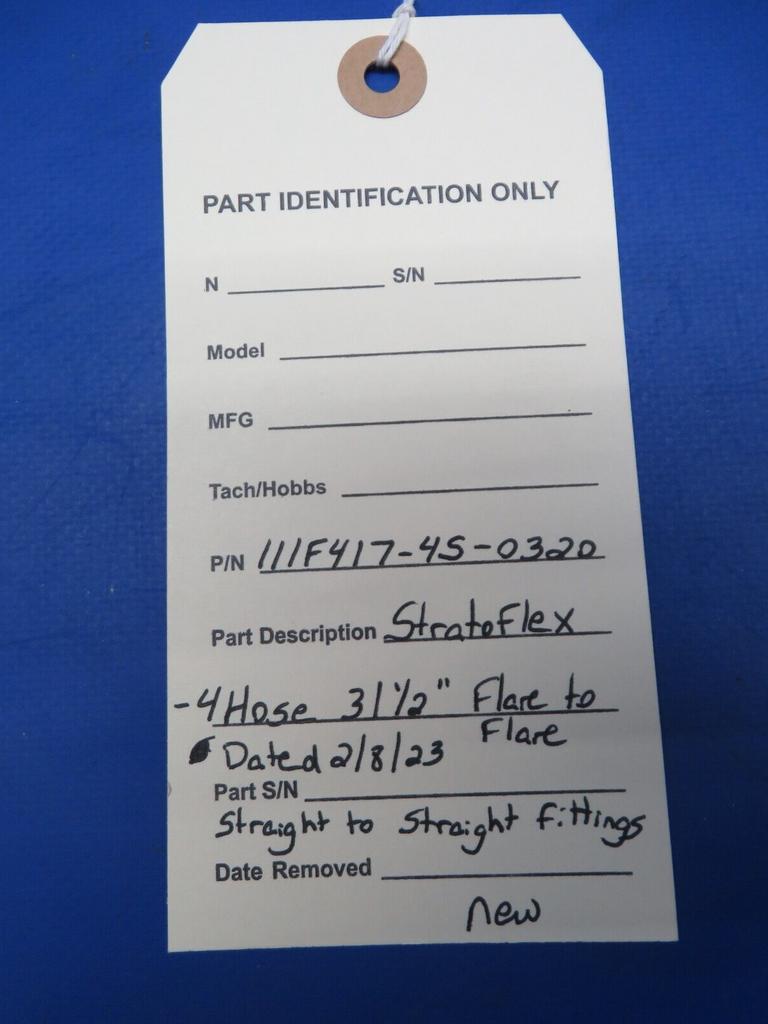 PART IDENTIFICATION ONLY
N S/N
Model
MFG
Tach/Hobbs
P/N 111F417-4S-0320
Part Description Stratoflex
-4 Hose 31 1/2" Flare to
Flare
Dated 2/8/23
Part S/N
Straight to Straight Fittings
Date Removed
New